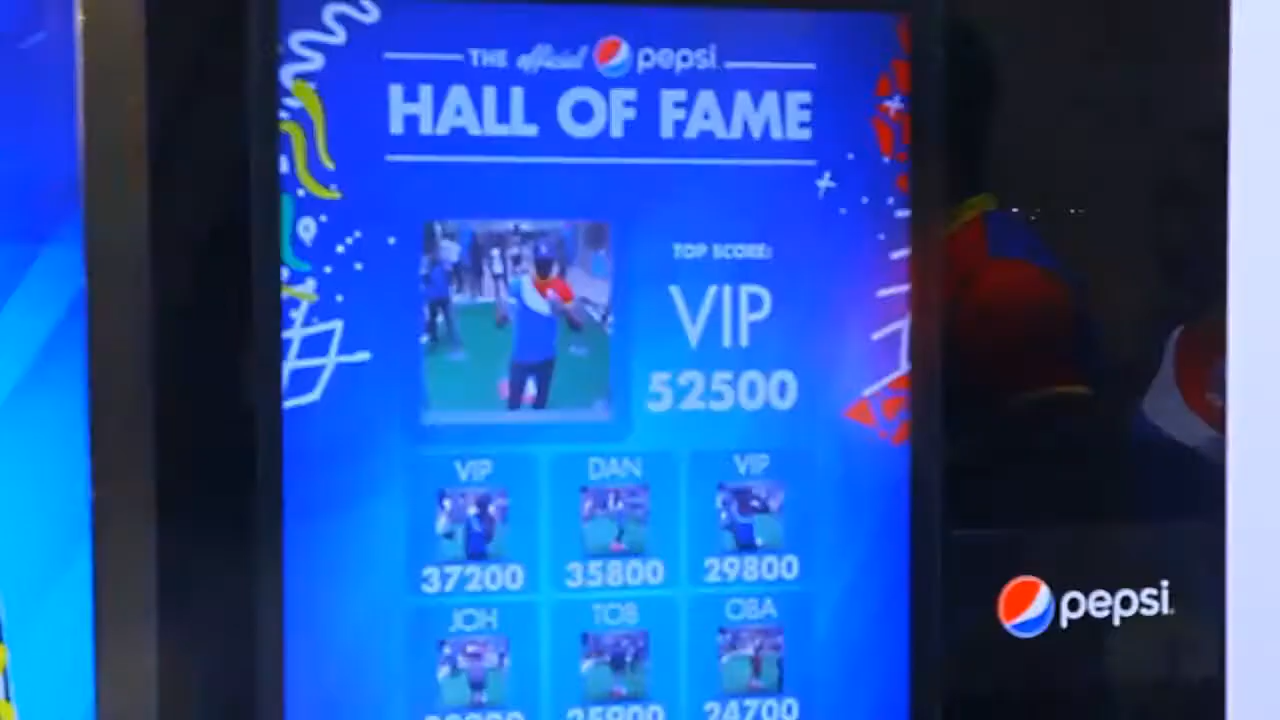 THE official pepsi
HALL OF FAME
TOP SCORE:
VIP
52500
VIP DAN VIP
37200 35800 29800
JOH TOB OBA
24700
pepsi